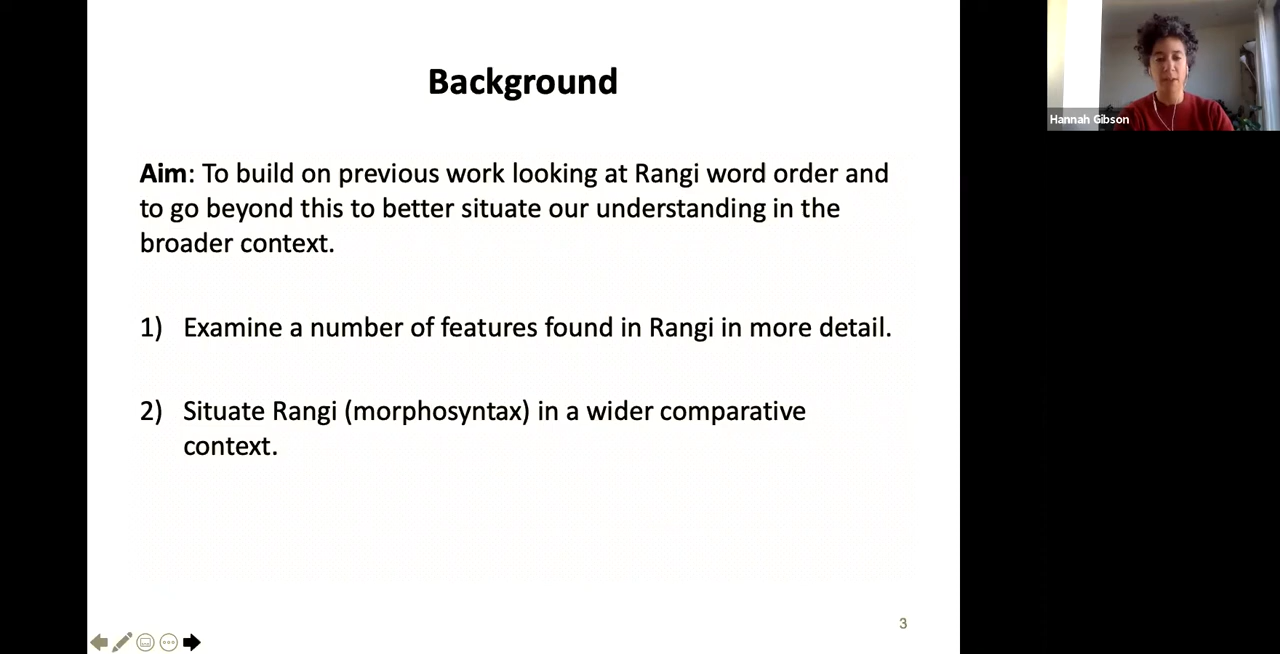 Background
Aim: To build on previous work looking at Rangi word order and
to go beyond this to better situate our understanding in the
broader context.
1) Examine a number of features found in Rangi in more detail.
2) Situate Rangi (morphosyntax) in a wider comparative
context.
3
Hannah Gibson